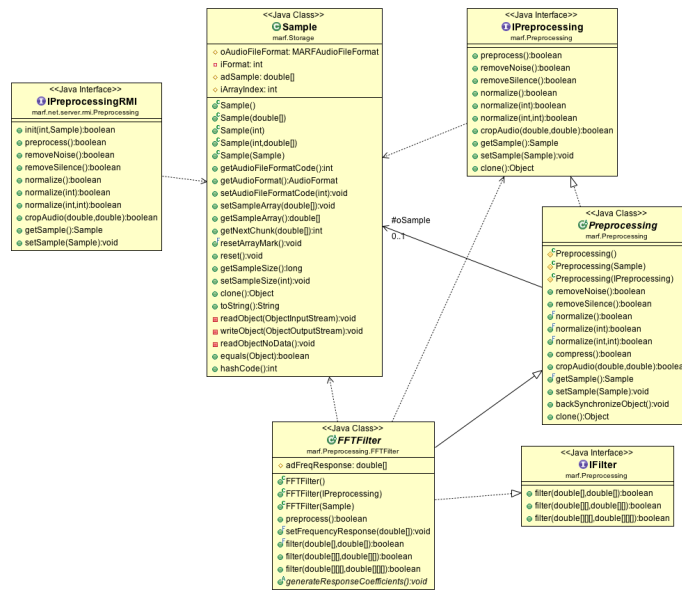 <<Java Class>>
Sample
marf.Storage
oAudioFileFormat: MARFAudioFileFormat
iFormat: int
adSample: double[]
iArrayIndex: int
Sample()
Sample(double[])
Sample(int)
Sample(int,double[])
Sample(Sample)
getAudioFileFormatCode():int
getAudioFormat():AudioFormat
setAudioFileFormatCode(int):void
setSampleArray(double[]):void
getSampleArray():double[]
getNextChunk(double[]):int
resetArrayMark():void
reset():void
getSampleSize():long
setSampleSize(int):void
clone():Object
toString():String
readObject(ObjectInputStream):void
writeObject(ObjectOutputStream):void
readObjectNoData():void
equals(Object):boolean
hashCode():int
<<Java Interface>>
IPreprocessing
marf.Preprocessing
preprocess():boolean
removeNoise():boolean
removeSilence():boolean
normalize():boolean
normalize(int):boolean
normalize(int,int):boolean
cropAudio(double,double):boolean
getSample():Sample
setSample(Sample):void
clone():Object
<<Java Interface>>
IPreprocessingRMI
marf.net.server.rmi.Preprocessing
init(int,Sample):boolean
preprocess():boolean
removeNoise():boolean
removeSilence():boolean
normalize():boolean
normalize(int):boolean
normalize(int,int):boolean
cropAudio(double,double):boolean
getSample():Sample
setSample(Sample):void
#oSample
0..1
<<Java Class>>
Preprocessing
marf.Preprocessing
Preprocessing()
Preprocessing(Sample)
Preprocessing(IPreprocessing)
removeNoise():boolean
removeSilence():boolean
normalize():boolean
normalize(int):boolean
normalize(int,int):boolean
compress():boolean
cropAudio(double,double):boolea
getSample():Sample
setSample(Sample):void
backSynchronizeObject():void
clone():Object
<<Java Class>>
FFTFilter
marf.Preprocessing.FFTFilter
adFreqResponse: double[]
FFTFilter()
FFTFilter(IPreprocessing)
FFTFilter(Sample)
preprocess():boolean
setFrequencyResponse(double[]):void
filter(double[],double[]):boolean
filter(double[][],double[][]):boolean
filter(double[][][],double[][][]):boolean
generateResponseCoefficients():void
<<Java Interface>>
IFilter
marf.Preprocessing
filter(double[],double[]):boolean
filter(double[][],double[][]):boolean
filter(double[][][],double[][][]):boolean